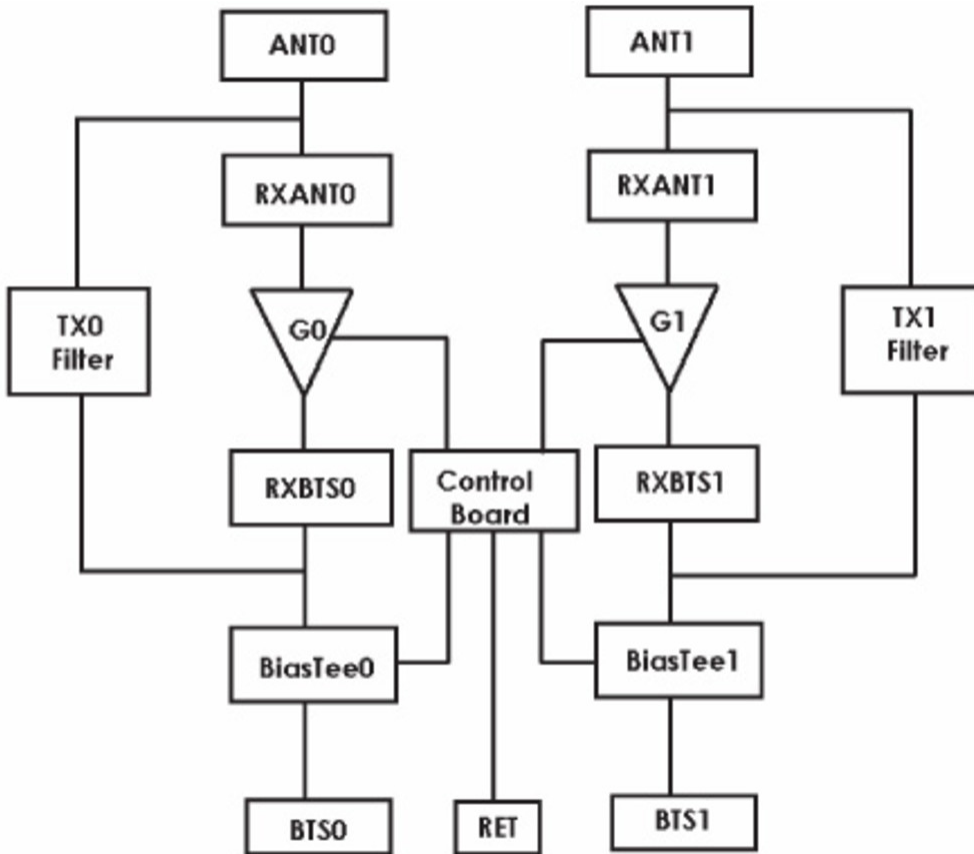 ANT0
ANT1
RXANT0
RXANT1
TX0
Filter
G0
G1
TX1
Filter
RXBTS0
Control
Board
RXBTS1
BiasTee0
BiasTee1
BTS0
RET
BTS1